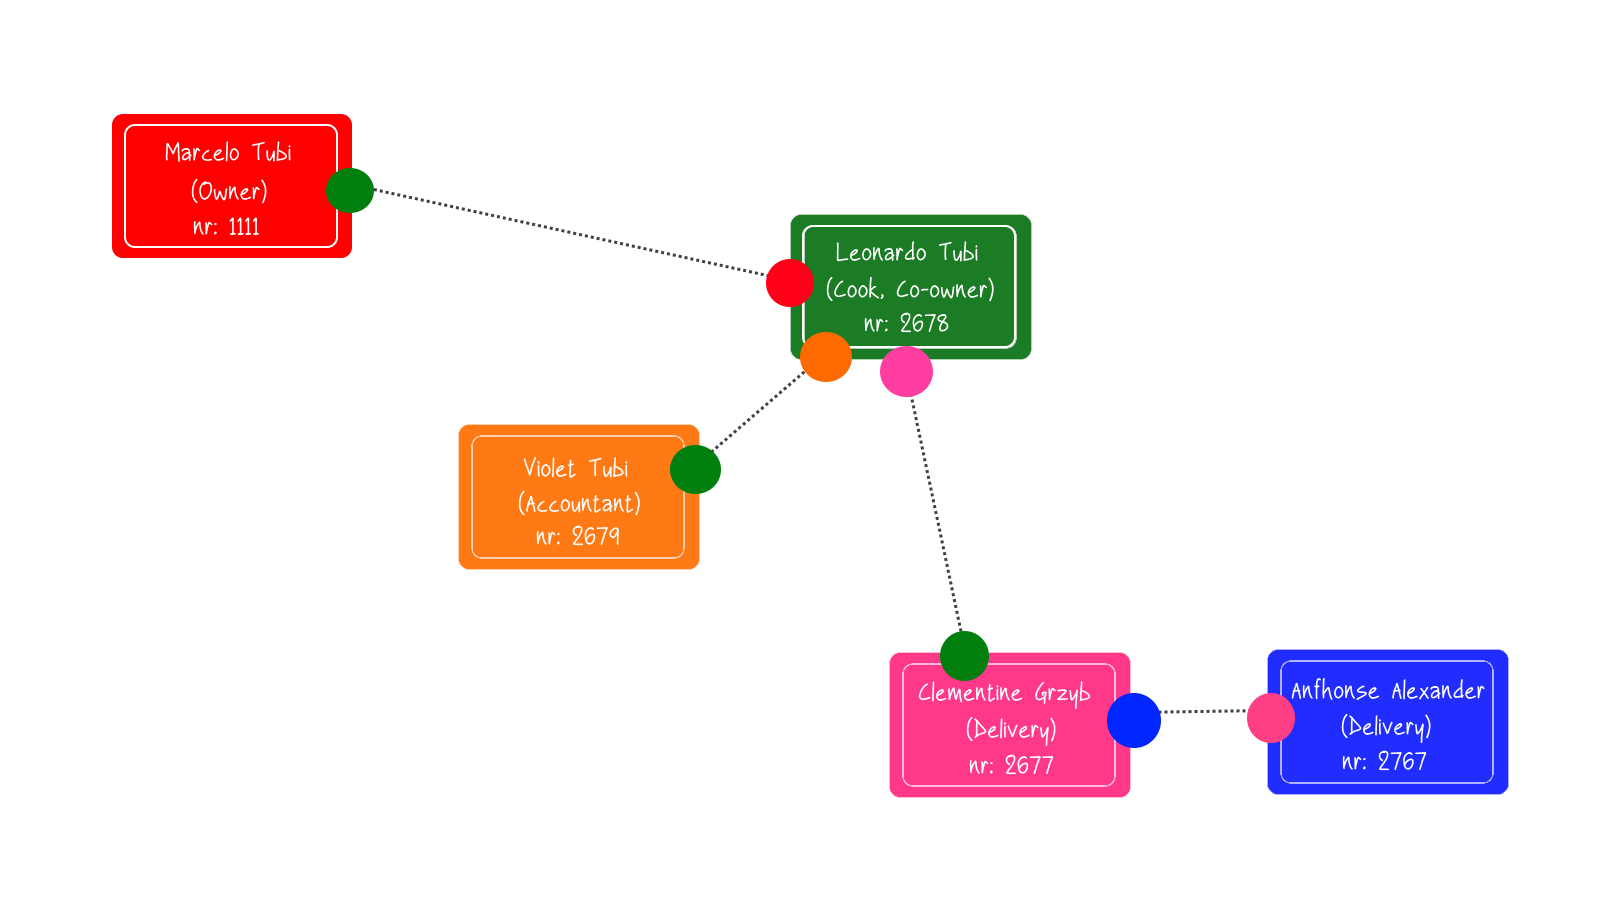 Marcelo Tubi
(Owner)
nr: 1111
Leonardo Tubi
(Cook, Co-owner)
nr: 2678
Violet Tubi
(Accountant)
nr: 2679
Clementine Grzyb
(Delivery)
nr: 2677
Anfhonse Alexander
(Delivery)
nr: 2767